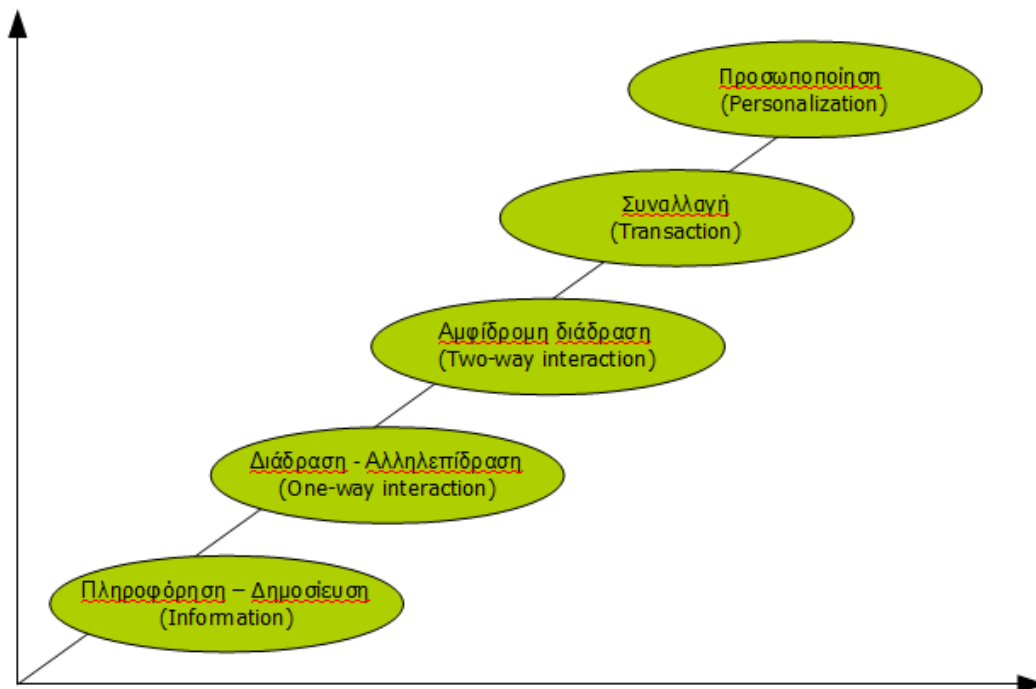 Προσωποποίηση
(Personalization)
Συναλλαγή
(Transaction)
Αμφίδρομη διάδραση
(Two-way interaction)
Διάδραση - Αλληλεπίδραση
(One-way interaction)
Πληροφόρηση – Δημοσίευση
(Information)